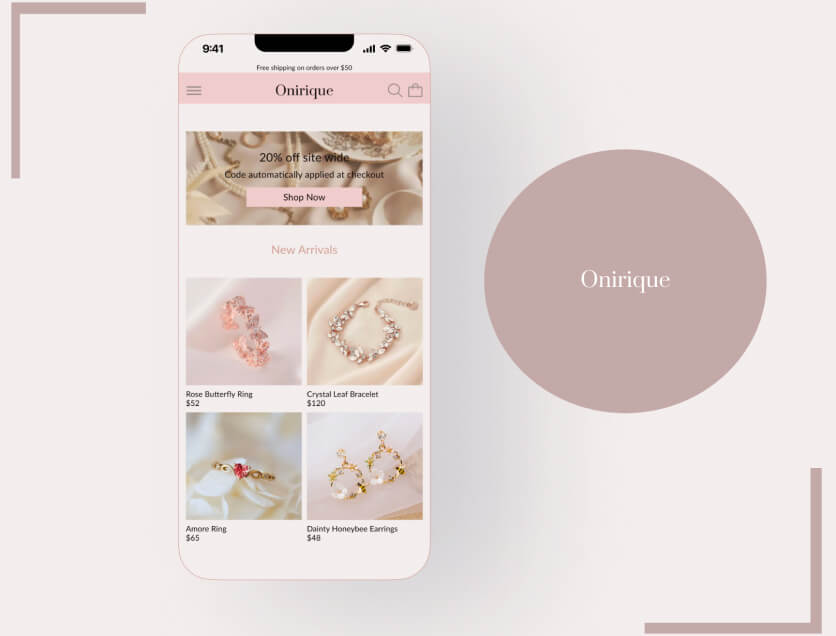 9:41
Free shipping on orders over $50
Onirique
20% off site wide
Code automatically applied at checkout
Shop Now
New Arrivals
Rose Butterfly Ring
$52
Crystal Leaf Bracelet
$120
Amore Ring
$65
Dainty Honeybee Earrings
$48
Onirique